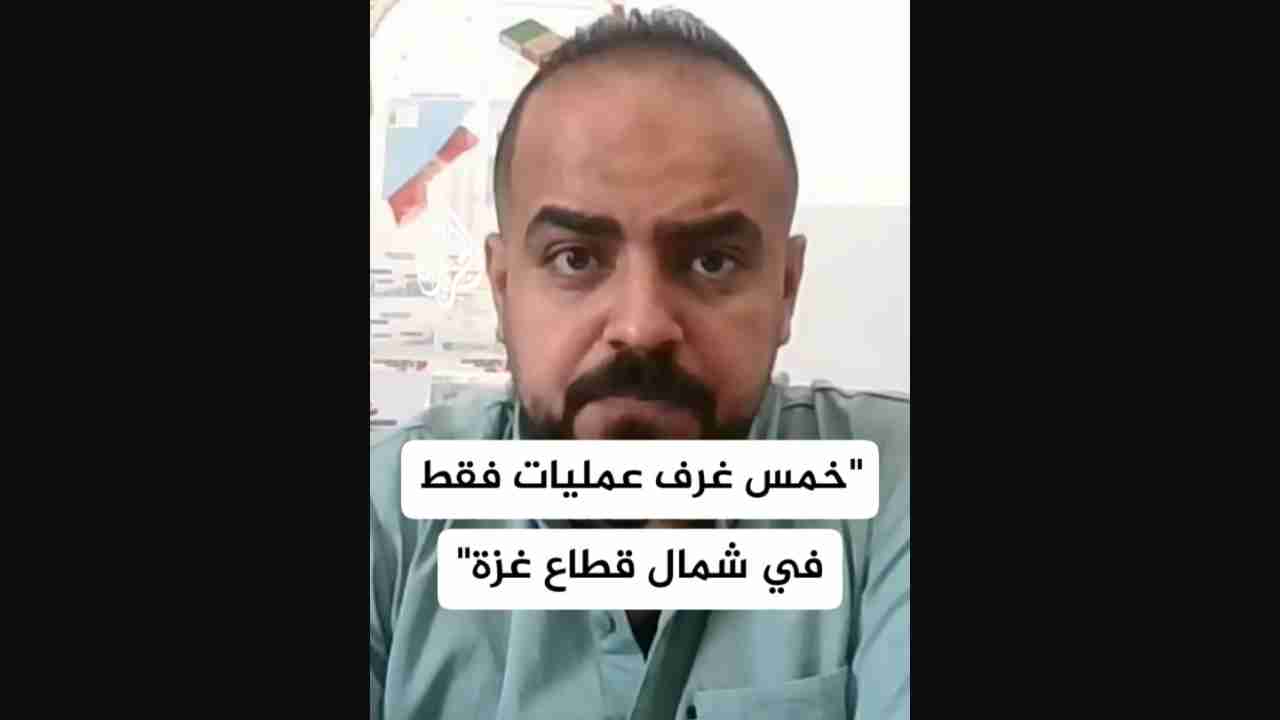 "خمس غرف عمليات فقط
في شمال قطاع غزة"